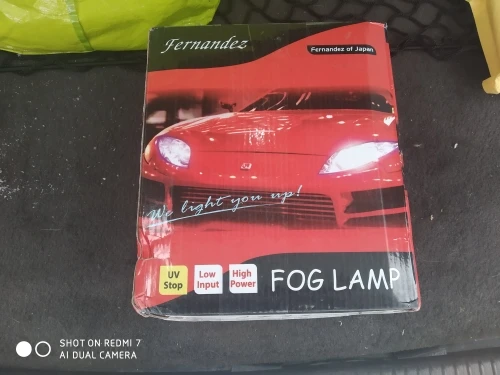 Fernandez
Fernandez of Japan
We light you up!
UV Stop
Low Input
High Power
FOG LAMP
SHOT ON REDMI 7
AI DUAL CAMERA